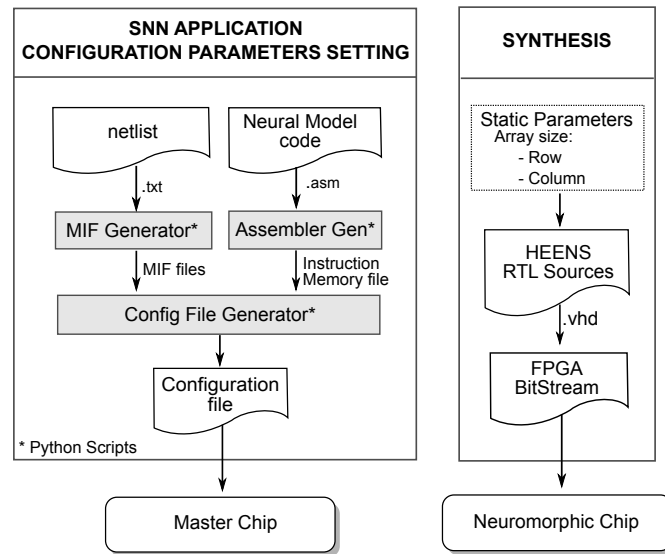 SNN APPLICATION
CONFIGURATION PARAMETERS SETTING
netlist
Neural Model
code
.txt
.asm
MIF Generator*
Assembler Gen*
MIF files
Instruction
Memory file
Config File Generator*
Configuration
file
* Python Scripts
Master Chip
SYNTHESIS
Static Parameters
Array size:
- Row
- Column
HEENS
RTL Sources
.vhd
FPGA
BitStream
Neuromorphic Chip